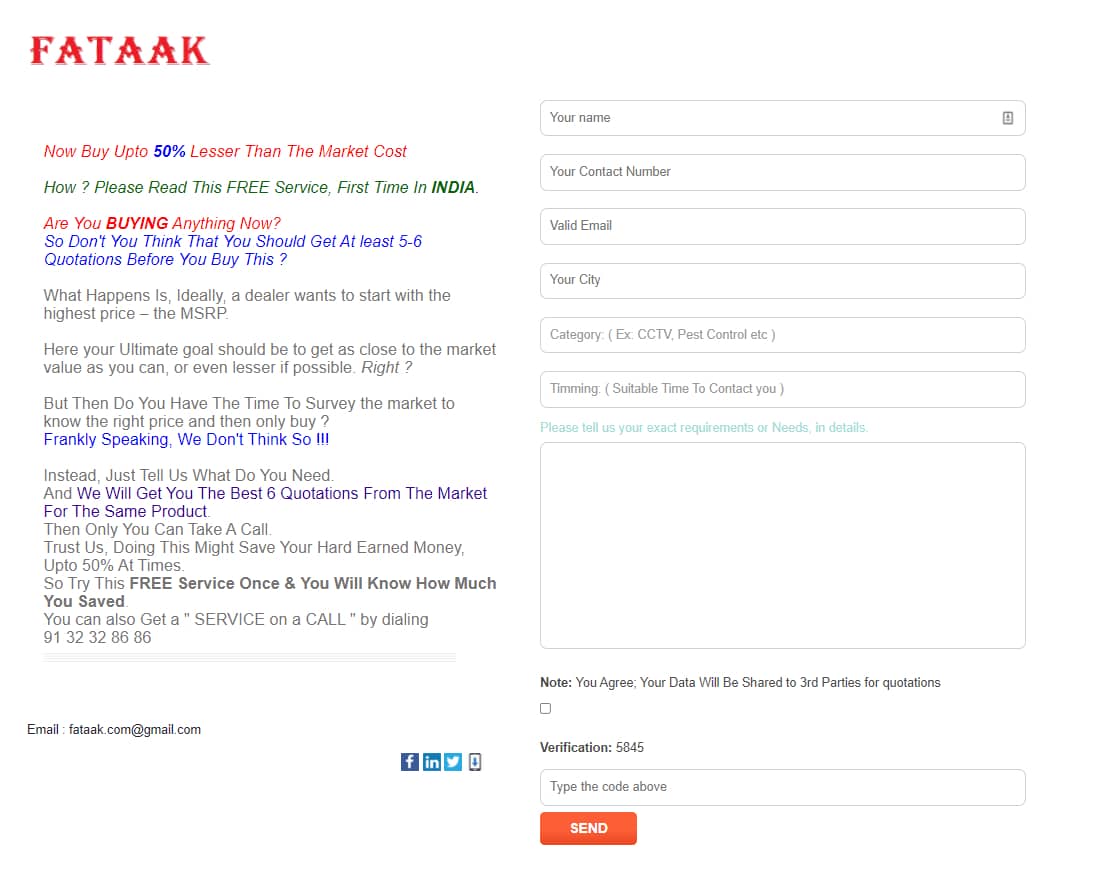 FATAAK
Now Buy Upto 50% Lesser Than The Market Cost
How ? Please Read This FREE Service, First Time In INDIA.
Are You BUYING Anything Now?
So Don't You Think That You Should Get At least 5-6
Quotations Before You Buy This ?
What Happens Is, Ideally, a dealer wants to start with the
highest price – the MSRP.
Here your Ultimate goal should be to get as close to the market
value as you can, or even lesser if possible. Right ?
But Then Do You Have The Time To Survey the market to
know the right price and then only buy ?
Frankly Speaking, We Don't Think So !!!
Instead, Just Tell Us What Do You Need.
And We Will Get You The Best 6 Quotations From The Market
For The Same Product.
Then Only You Can Take A Call.
Trust Us, Doing This Might Save Your Hard Earned Money,
Upto 50% At Times.
So Try This FREE Service Once & You Will Know How Much
You Saved.
You can also Get a " SERVICE on a CALL " by dialing
91 32 32 86 86
Email : fataak.com@gmail.com
Your name
Your Contact Number
Valid Email
Your City
Category: ( Ex: CCTV, Pest Control etc )
Timming: ( Suitable Time To Contact you )
Please tell us your exact requirements or Needs, in details.
Note: You Agree; Your Data Will Be Shared to 3rd Parties for quotations
Verification: 5845
Type the code above
SEND